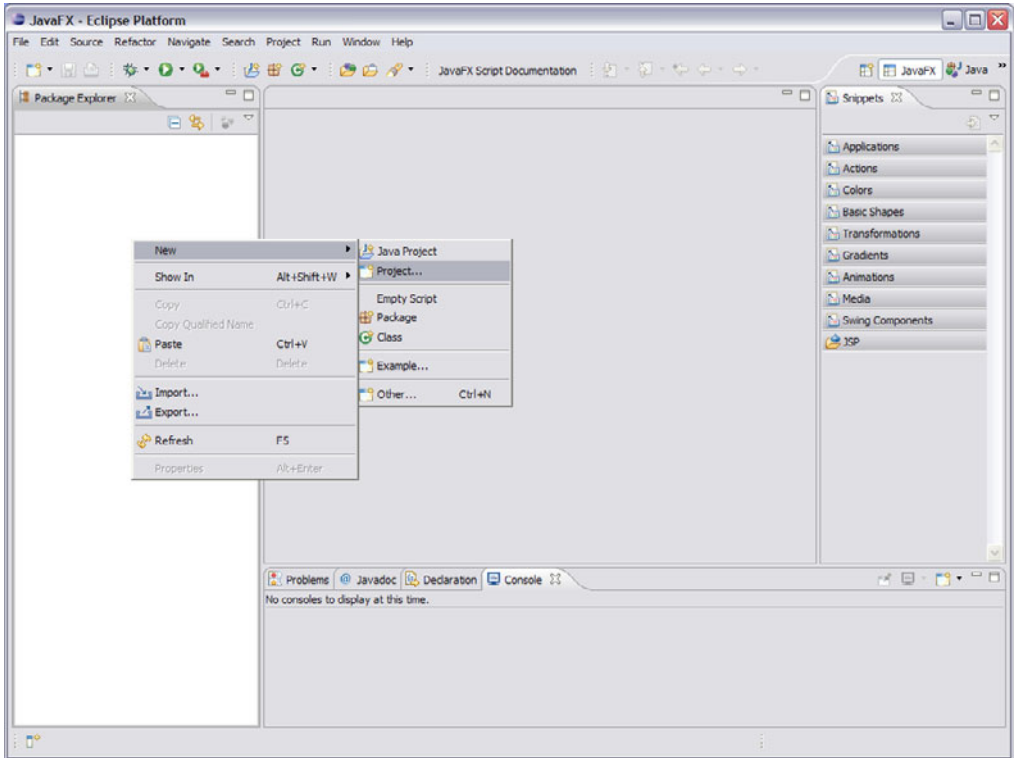 JavaFX - Eclipse Platform
File Edit Source Refactor Navigate Search Project Run Window Help
JavaFX Script Documentation
JavaFX
Java
Package Explorer
Snippets
Applications
Actions
Colors
Basic Shapes
Transformations
Gradients
Animations
Media
Swing Components
JSP
New
Show In Alt+Shift+W
Copy Ctrl+C
Copy Qualified Name
Paste Ctrl+V
Delete Delete
Import...
Export...
Refresh F5
Properties Alt+Enter
Java Project
Project...
Empty Script
Package
Class
Example...
Other... Ctrl+N
Problems @ Javadoc Declaration Console
No consoles to display at this time.